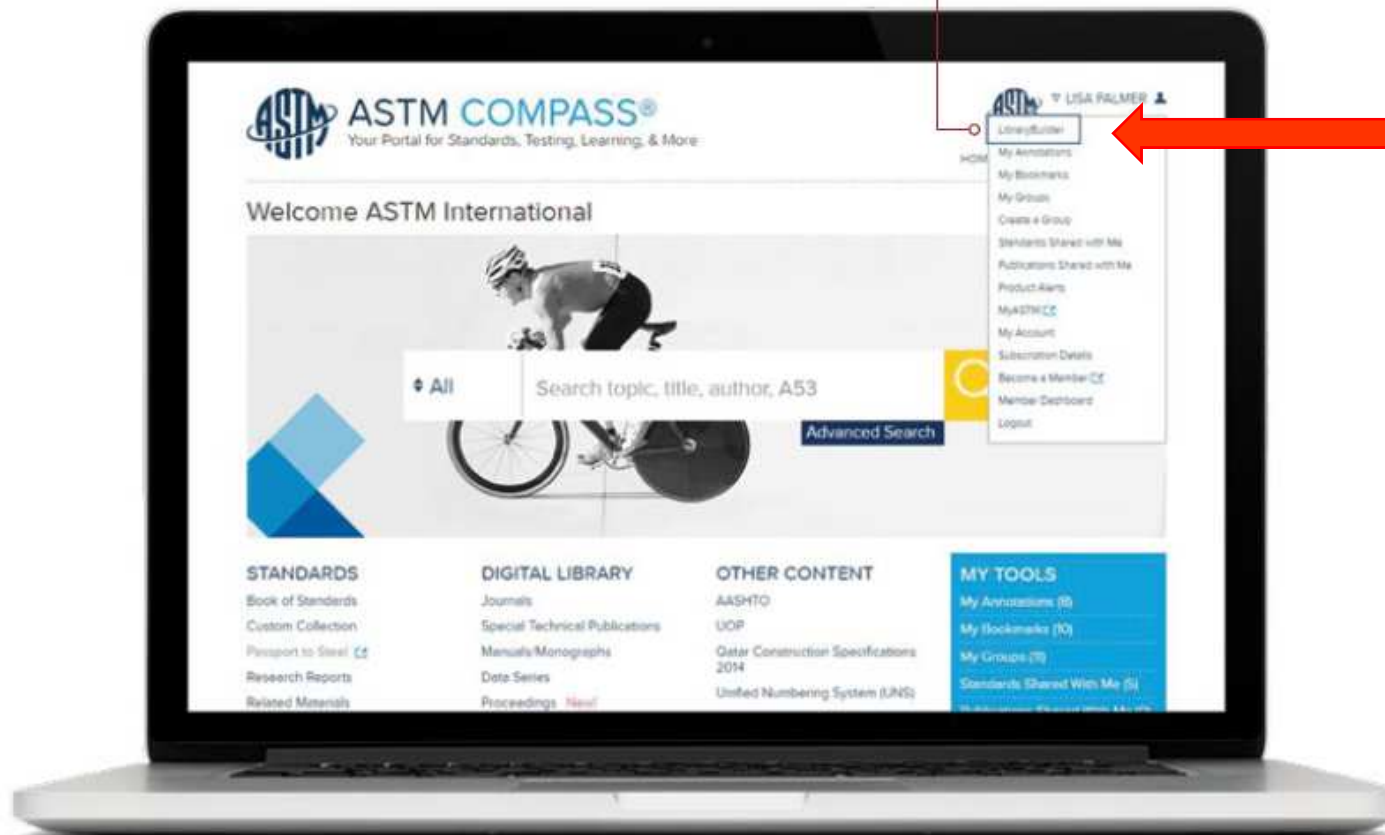 ASTM
ASTM COMPASS®
Your Portal for Standards, Testing, Learning, & More
ASTM
LISA PALMER
HOM
LibraryBuilder
My Annotations
My Bookmarks
My Groups
Create a Group
Standards Shared with Me
Publications Shared with Me
Product Alerts
MyASTM
My Account
Subscription Details
Become a Member
Member Dashboard
Logout
Welcome ASTM International
All
Search topic, title, author, A53
Advanced Search
STANDARDS
Book of Standards
Custom Collection
Passport to Steel
Research Reports
Related Materials
DIGITAL LIBRARY
Journals
Special Technical Publications
Manuals/Monographs
Data Series
Proceedings New!
OTHER CONTENT
AASHTO
UOP
Qatar Construction Specifications
2014
Unified Numbering System (UNS)
MY TOOLS
My Annotations (8)
My Bookmarks (10)
My Groups (11)
Standards Shared With Me (5)